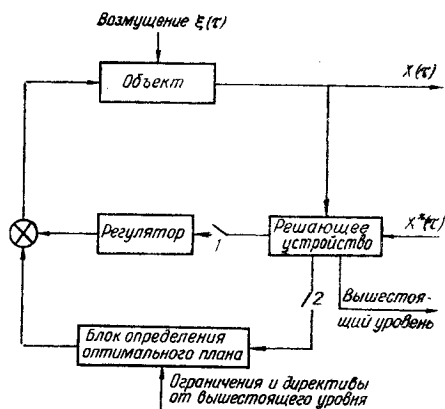 Возмущение ξ(τ)
Объект
X(τ)
Регулятор
1
Решающее
устройство
X*(τ)
2
Вышестоя-
щий уровень
Блок определения
оптимального плана
Ограничения и директивы
от вышестоящего уровня